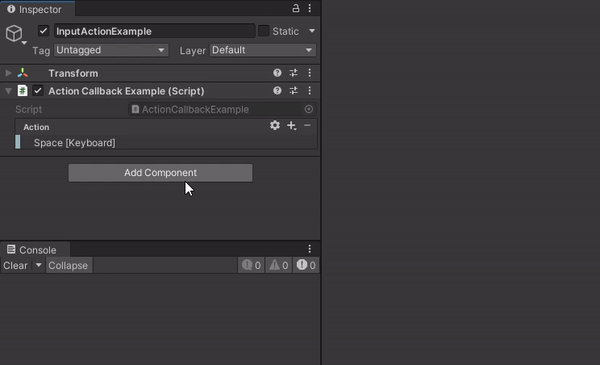 Inspector
InputActionExample
Static
Tag Untagged Layer Default
Transform
# Action Callback Example (Script)
Script # ActionCallbackExample
Action
Space [Keyboard]
Add Component
Console
Clear Collapse 0 0 0